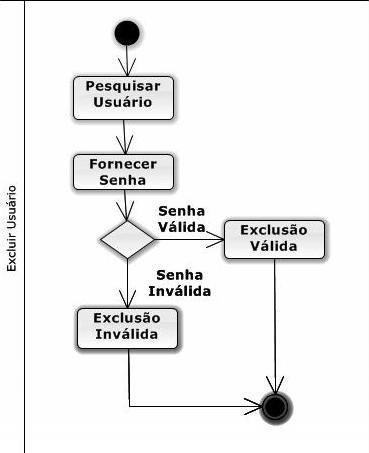 Excluir Usuário
Pesquisar
Usuário
Fornecer
Senha
Senha
Válida
Exclusão
Válida
Senha
Inválida
Exclusão
Inválida